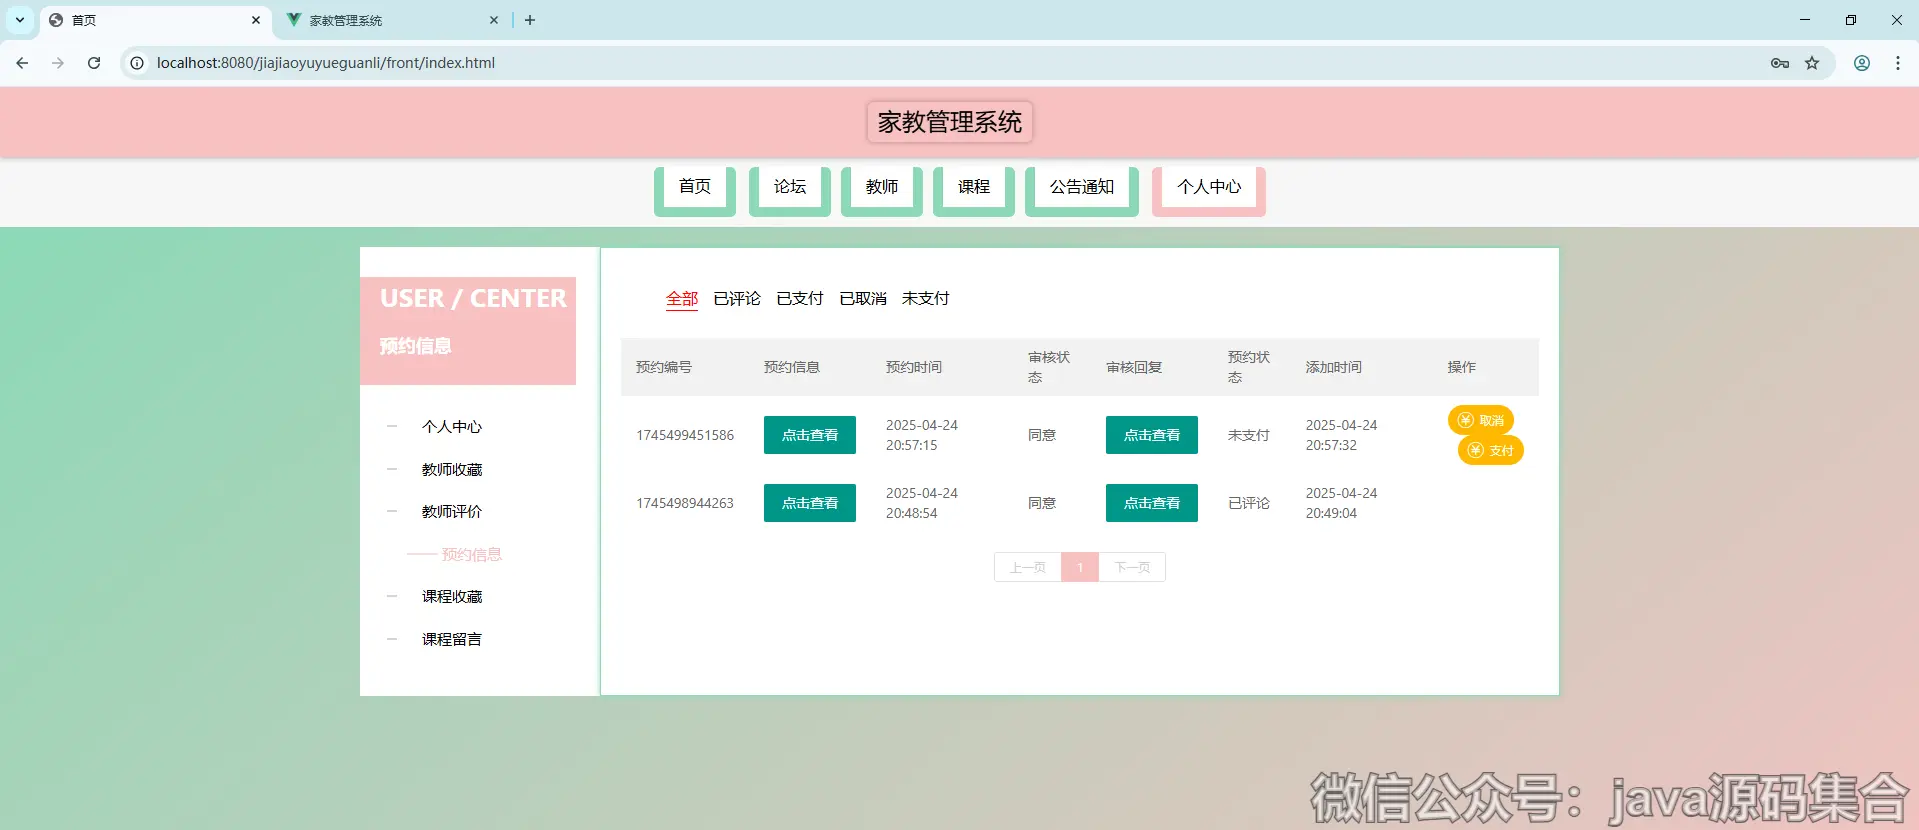 首页
家教管理系统
localhost:8080/jiajiaoyuyueguanli/front/index.html
家教管理系统
首页 论坛 教师 课程 公告通知 个人中心
USER / CENTER
预约信息
个人中心
教师收藏
教师评价
预约信息
课程收藏
课程留言
全部 已评论 已支付 已取消 未支付
预约编号 预约信息 预约时间 审核状态 审核回复 预约状态 添加时间 操作
1745499451586 点击查看 2025-04-24 20:57:15 同意 点击查看 未支付 2025-04-24 20:57:32 取消 支付
1745498944263 点击查看 2025-04-24 20:48:54 同意 点击查看 已评论 2025-04-24 20:49:04
上一页 1 下一页
微信公众号：java源码集合